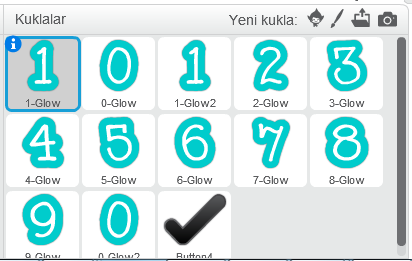 Kuklalar Yeni kukla:
1 0 1 2 3
1-Glow 0-Glow 1-Glow2 2-Glow 3-Glow
4 5 6 7 8
4-Glow 5-Glow 6-Glow 7-Glow 8-Glow
9 0
9-Glow 0-Glow2 Button4